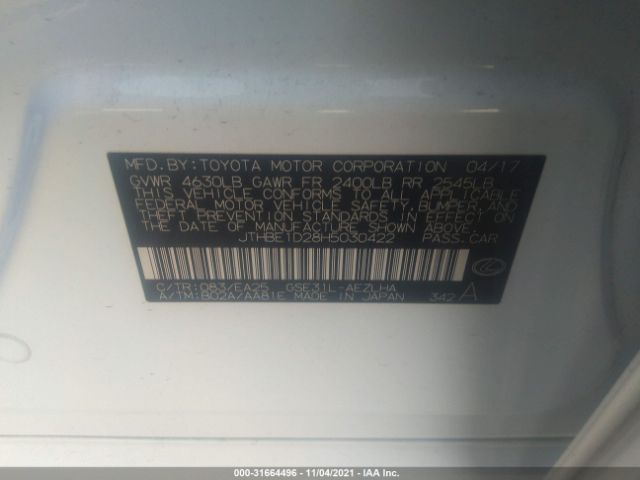 MFD. BY: TOYOTA MOTOR CORPORATION 04/17
GVWR 4630LB GAWR FR 2400LB RR 2545LB
THIS VEHICLE CONFORMS TO ALL APPLICABLE
FEDERAL MOTOR VEHICLE SAFETY, BUMPER, AND
THEFT PREVENTION STANDARDS IN EFFECT ON
THE DATE OF MANUFACTURE SHOWN ABOVE.
JTHBE1D28H5030422 PASS.CAR
C/TR:083/EA25 GSE31L-AEZLHA
A/TM:B02A/AA81E MADE IN JAPAN 342 A
000-31664496 - 11/04/2021 - IAA Inc.